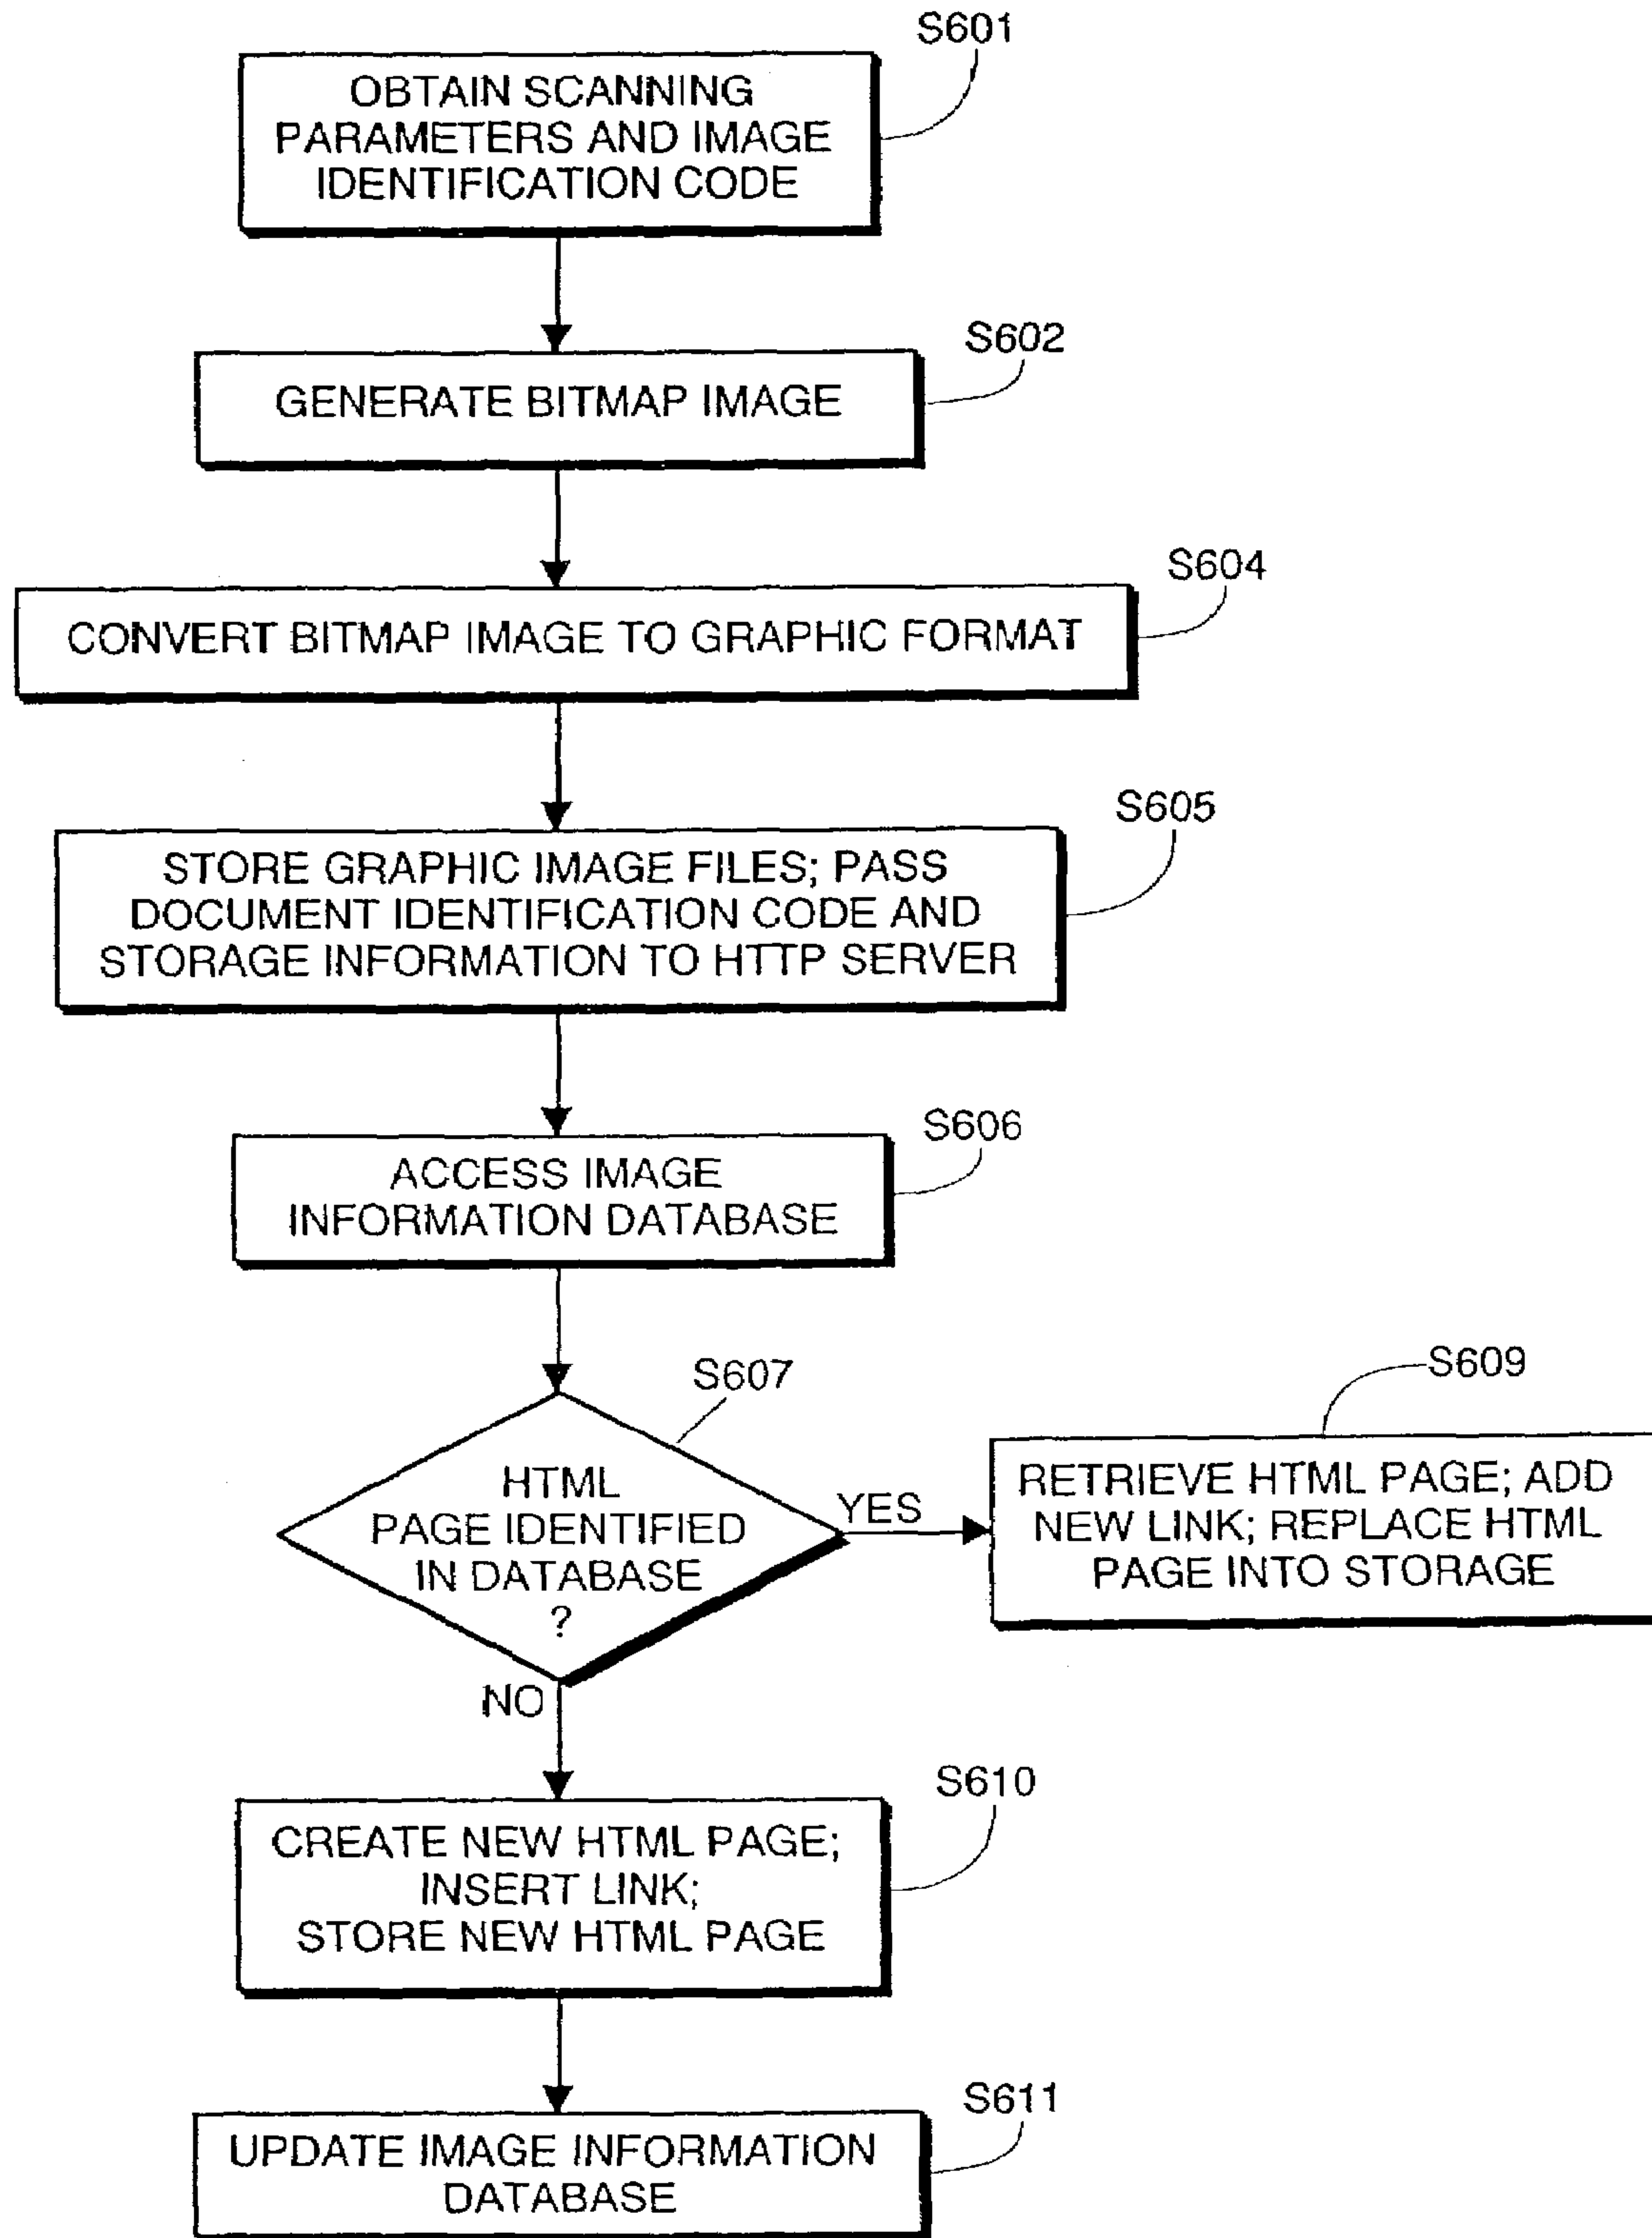 S601
OBTAIN SCANNING
PARAMETERS AND IMAGE
IDENTIFICATION CODE
S602
GENERATE BITMAP IMAGE
S604
CONVERT BITMAP IMAGE TO GRAPHIC FORMAT
S605
STORE GRAPHIC IMAGE FILES; PASS
DOCUMENT IDENTIFICATION CODE AND
STORAGE INFORMATION TO HTTP SERVER
S606
ACCESS IMAGE
INFORMATION DATABASE
S607
HTML
PAGE IDENTIFIED
IN DATABASE
?
YES
S609
RETRIEVE HTML PAGE; ADD
NEW LINK; REPLACE HTML
PAGE INTO STORAGE
NO
S610
CREATE NEW HTML PAGE;
INSERT LINK;
STORE NEW HTML PAGE
S611
UPDATE IMAGE INFORMATION
DATABASE